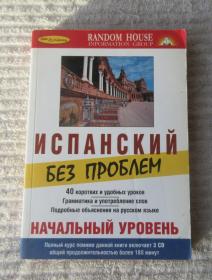 RANDOM HOUSE
INFORMATION GROUP
ИСПАНСКИЙ
БЕЗ ПРОБЛЕМ
40 коротких и удобных уроков
Грамматика и употребление слов
Подробные объяснения на русском языке
НАЧАЛЬНЫЙ УРОВЕНЬ
Полный курс помимо данной книги включает 3 CD
общей продолжительностью более 180 минут